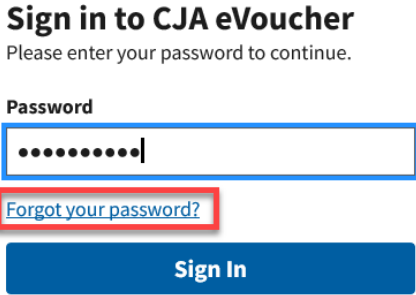 Sign in to CJA eVoucher
Please enter your password to continue.
Password
••••••••••
Forgot your password?
Sign In